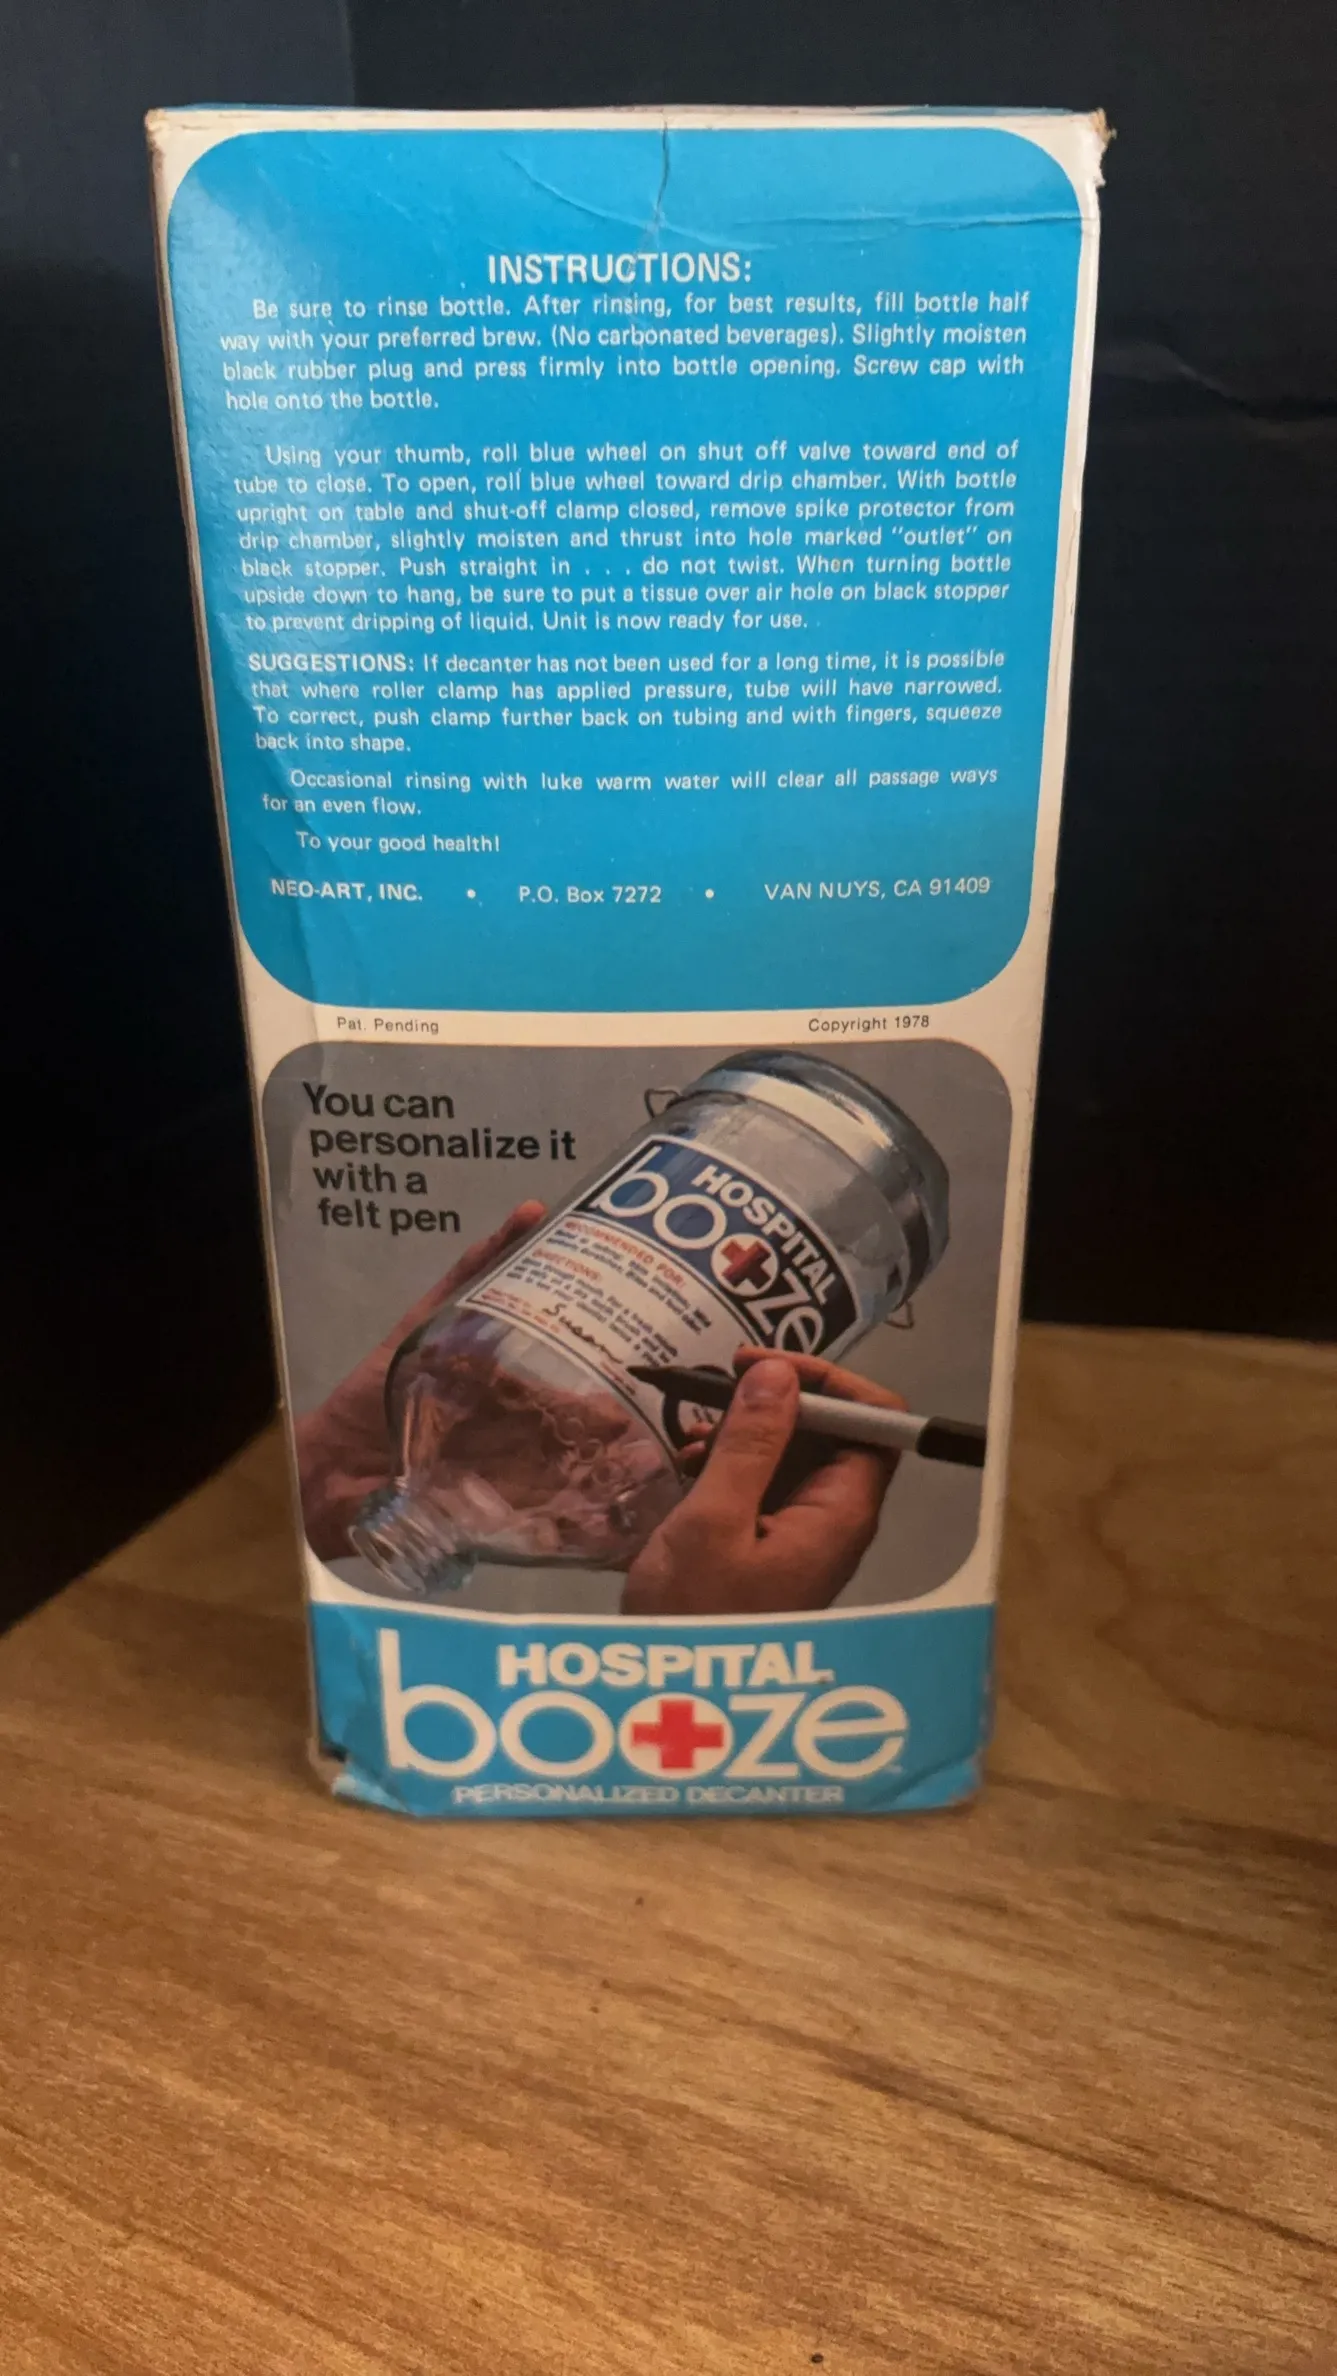 INSTRUCTIONS:
Be sure to rinse bottle. After rinsing, for best results, fill bottle half
way with your preferred brew. (No carbonated beverages). Slightly moisten
black rubber plug and press firmly into bottle opening. Screw cap with
hole onto the bottle.
Using your thumb, roll blue wheel on shut off valve toward end of
tube to close. To open, roll blue wheel toward drip chamber. With bottle
upright on table and shut-off clamp closed, remove spike protector from
drip chamber, slightly moisten and thrust into hole marked "outlet" on
black stopper. Push straight in . . . do not twist. When turning bottle
upside down to hang, be sure to put a tissue over air hole on black stopper
to prevent dripping of liquid. Unit is now ready for use.
SUGGESTIONS: If decanter has not been used for a long time, it is possible
that where roller clamp has applied pressure, tube will have narrowed.
To correct, push clamp further back on tubing and with fingers, squeeze
back into shape.
Occasional rinsing with luke warm water will clear all passage ways
for an even flow.
To your good health!
NEO-ART, INC. • P.O. Box 7272 • VAN NUYS, CA 91409
Pat. Pending Copyright 1978
You can
personalize it
with a
felt pen
HOSPITAL
booze
RECOMMENDED FOR:
DIRECTIONS:
HOSPITAL
booze
PERSONALIZED DECANTER